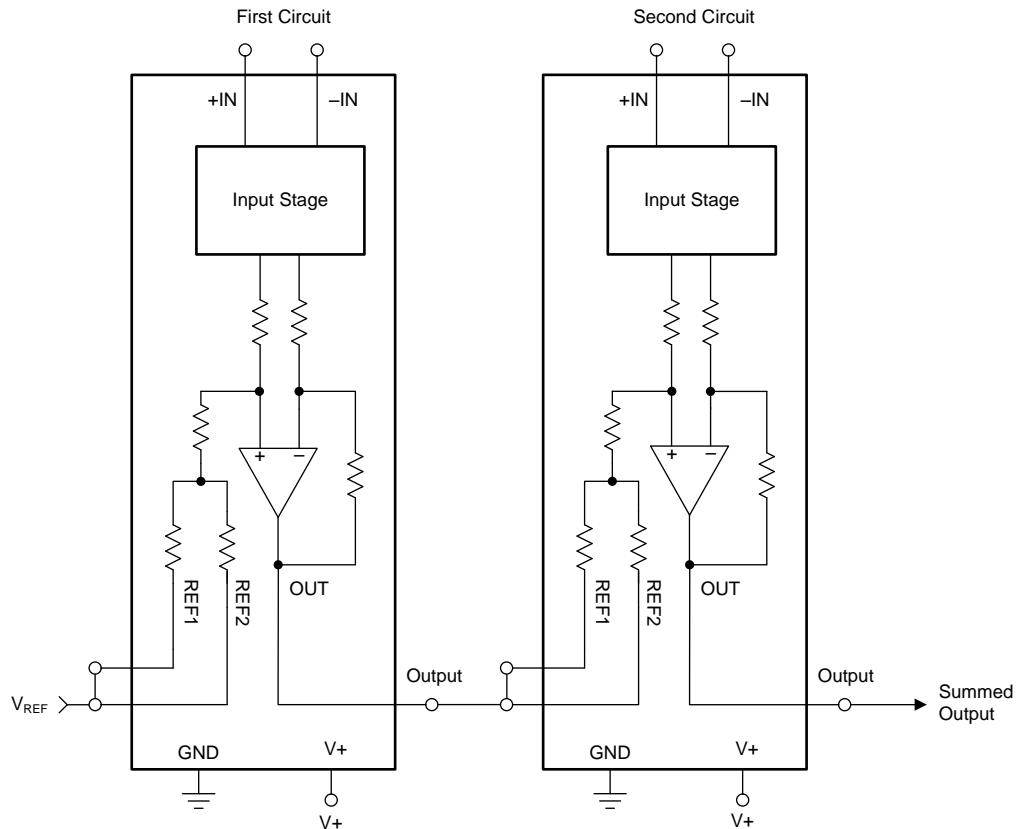 First Circuit
Second Circuit
+IN
–IN
+IN
–IN
Input Stage
Input Stage
+
–
+
–
REF1
REF2
OUT
REF1
REF2
OUT
Output
Output
VREF
Summed
Output
GND
V+
GND
V+
V+
V+